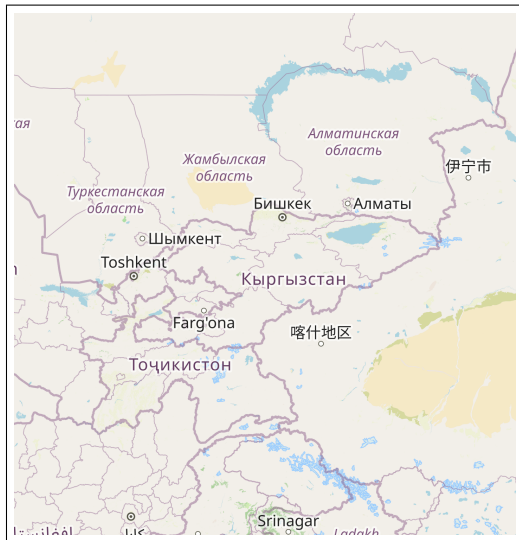 Алматинская
область
Жамбылская
область
伊宁市
Туркестанская
область
Бишкек
Алматы
Шымкент
Toshkent
Кыргызстан
Farg'ona
喀什地区
Тоҷикистон
Srinagar
Ladakh